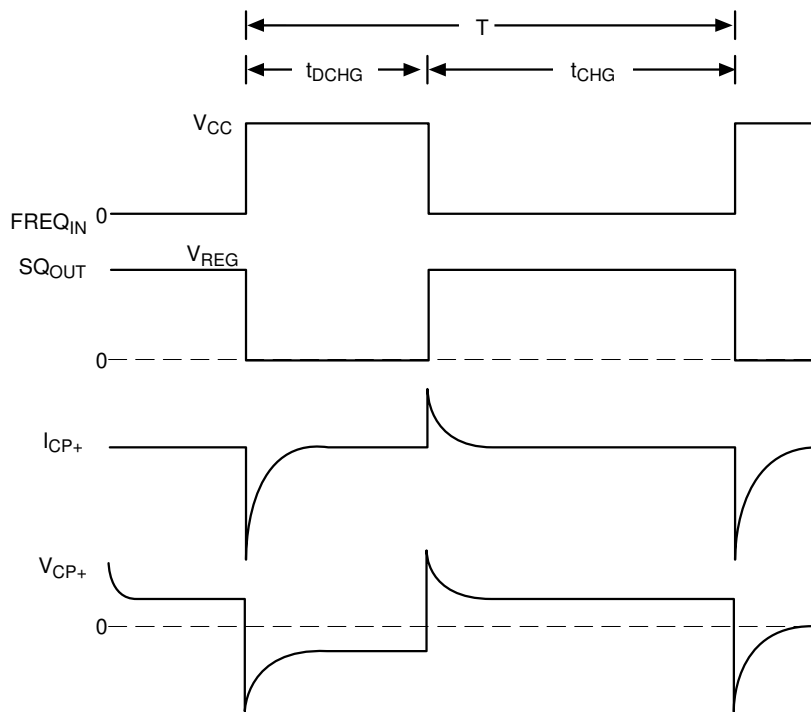 T
tDCHG
tCHG
VCC
0
FREQIN
VREG
SQOUT
0
ICP+
VCP+
0